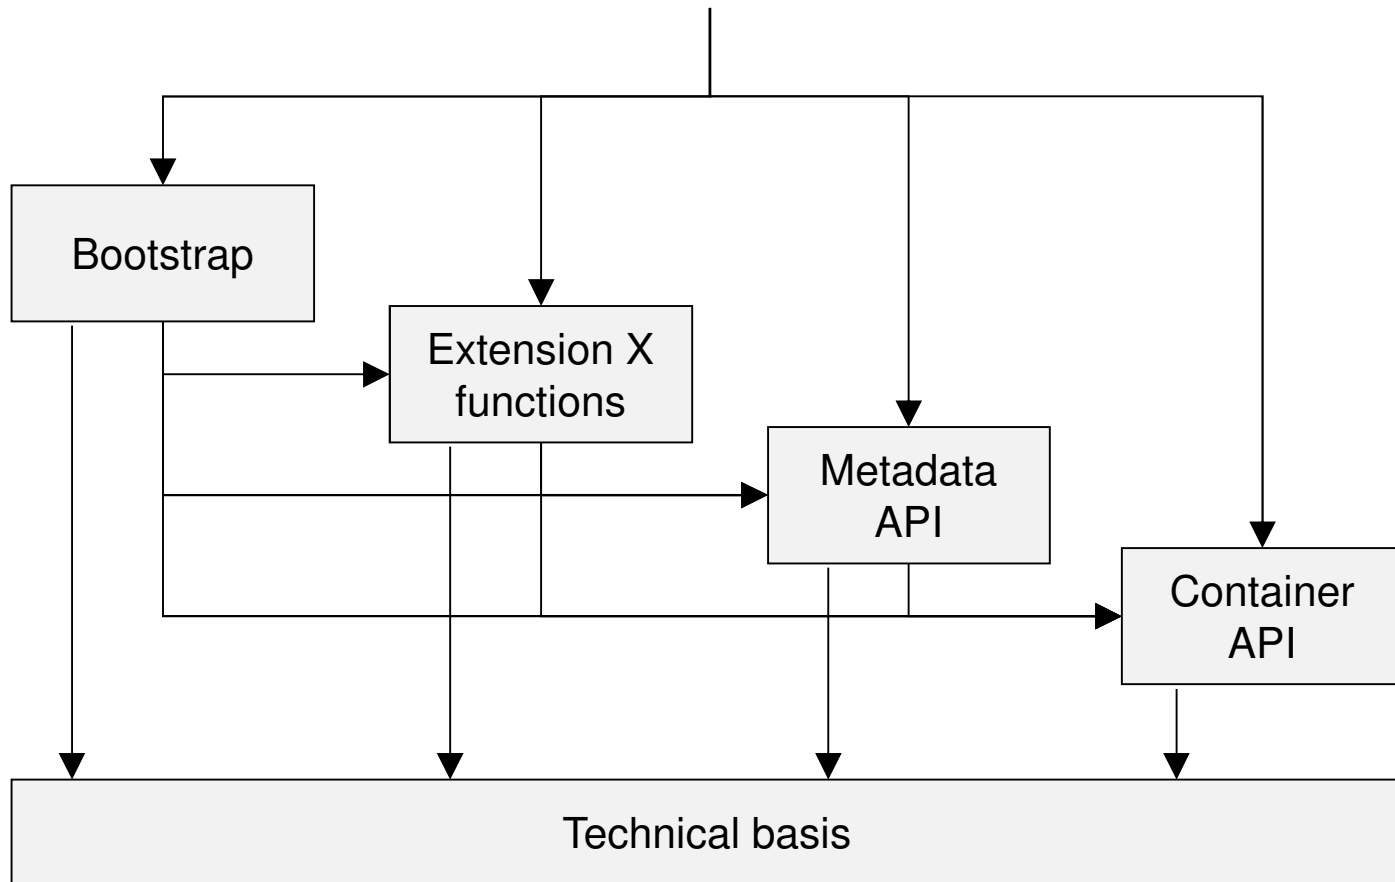 Bootstrap
Extension X
functions
Metadata
API
Container
API
Technical basis